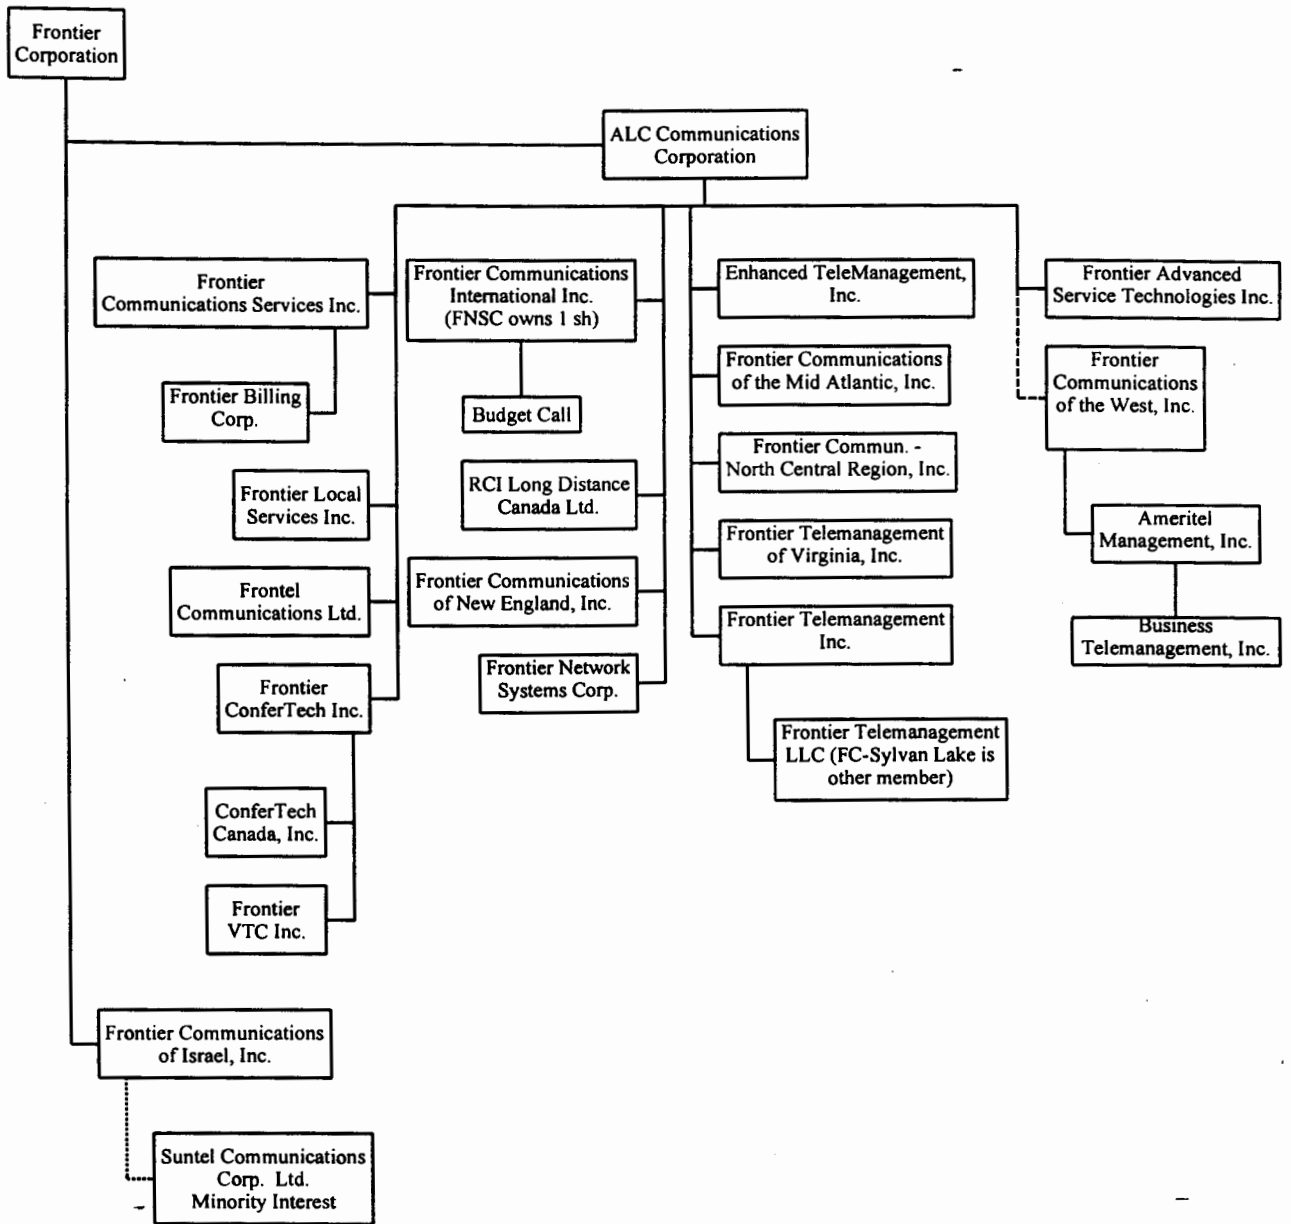 Frontier
Corporation
ALC Communications
Corporation
Frontier
Communications Services Inc.
Frontier Billing
Corp.
Frontier Local
Services Inc.
Frontel
Communications Ltd.
Frontier
ConferTech Inc.
ConferTech
Canada, Inc.
Frontier
VTC Inc.
Frontier Communications
International Inc.
(FNSC owns 1 sh)
Budget Call
RCI Long Distance
Canada Ltd.
Frontier Communications
of New England, Inc.
Frontier Network
Systems Corp.
Enhanced TeleManagement,
Inc.
Frontier Communications
of the Mid Atlantic, Inc.
Frontier Commun. -
North Central Region, Inc.
Frontier Telemanagement
of Virginia, Inc.
Frontier Telemanagement
Inc.
Frontier Telemanagement
LLC (FC-Sylvan Lake is
other member)
Frontier Advanced
Service Technologies Inc.
Frontier
Communications
of the West, Inc.
Ameritel
Management, Inc.
Business
Telemanagement, Inc.
Frontier Communications
of Israel, Inc.
Suntel Communications
Corp. Ltd.
Minority Interest